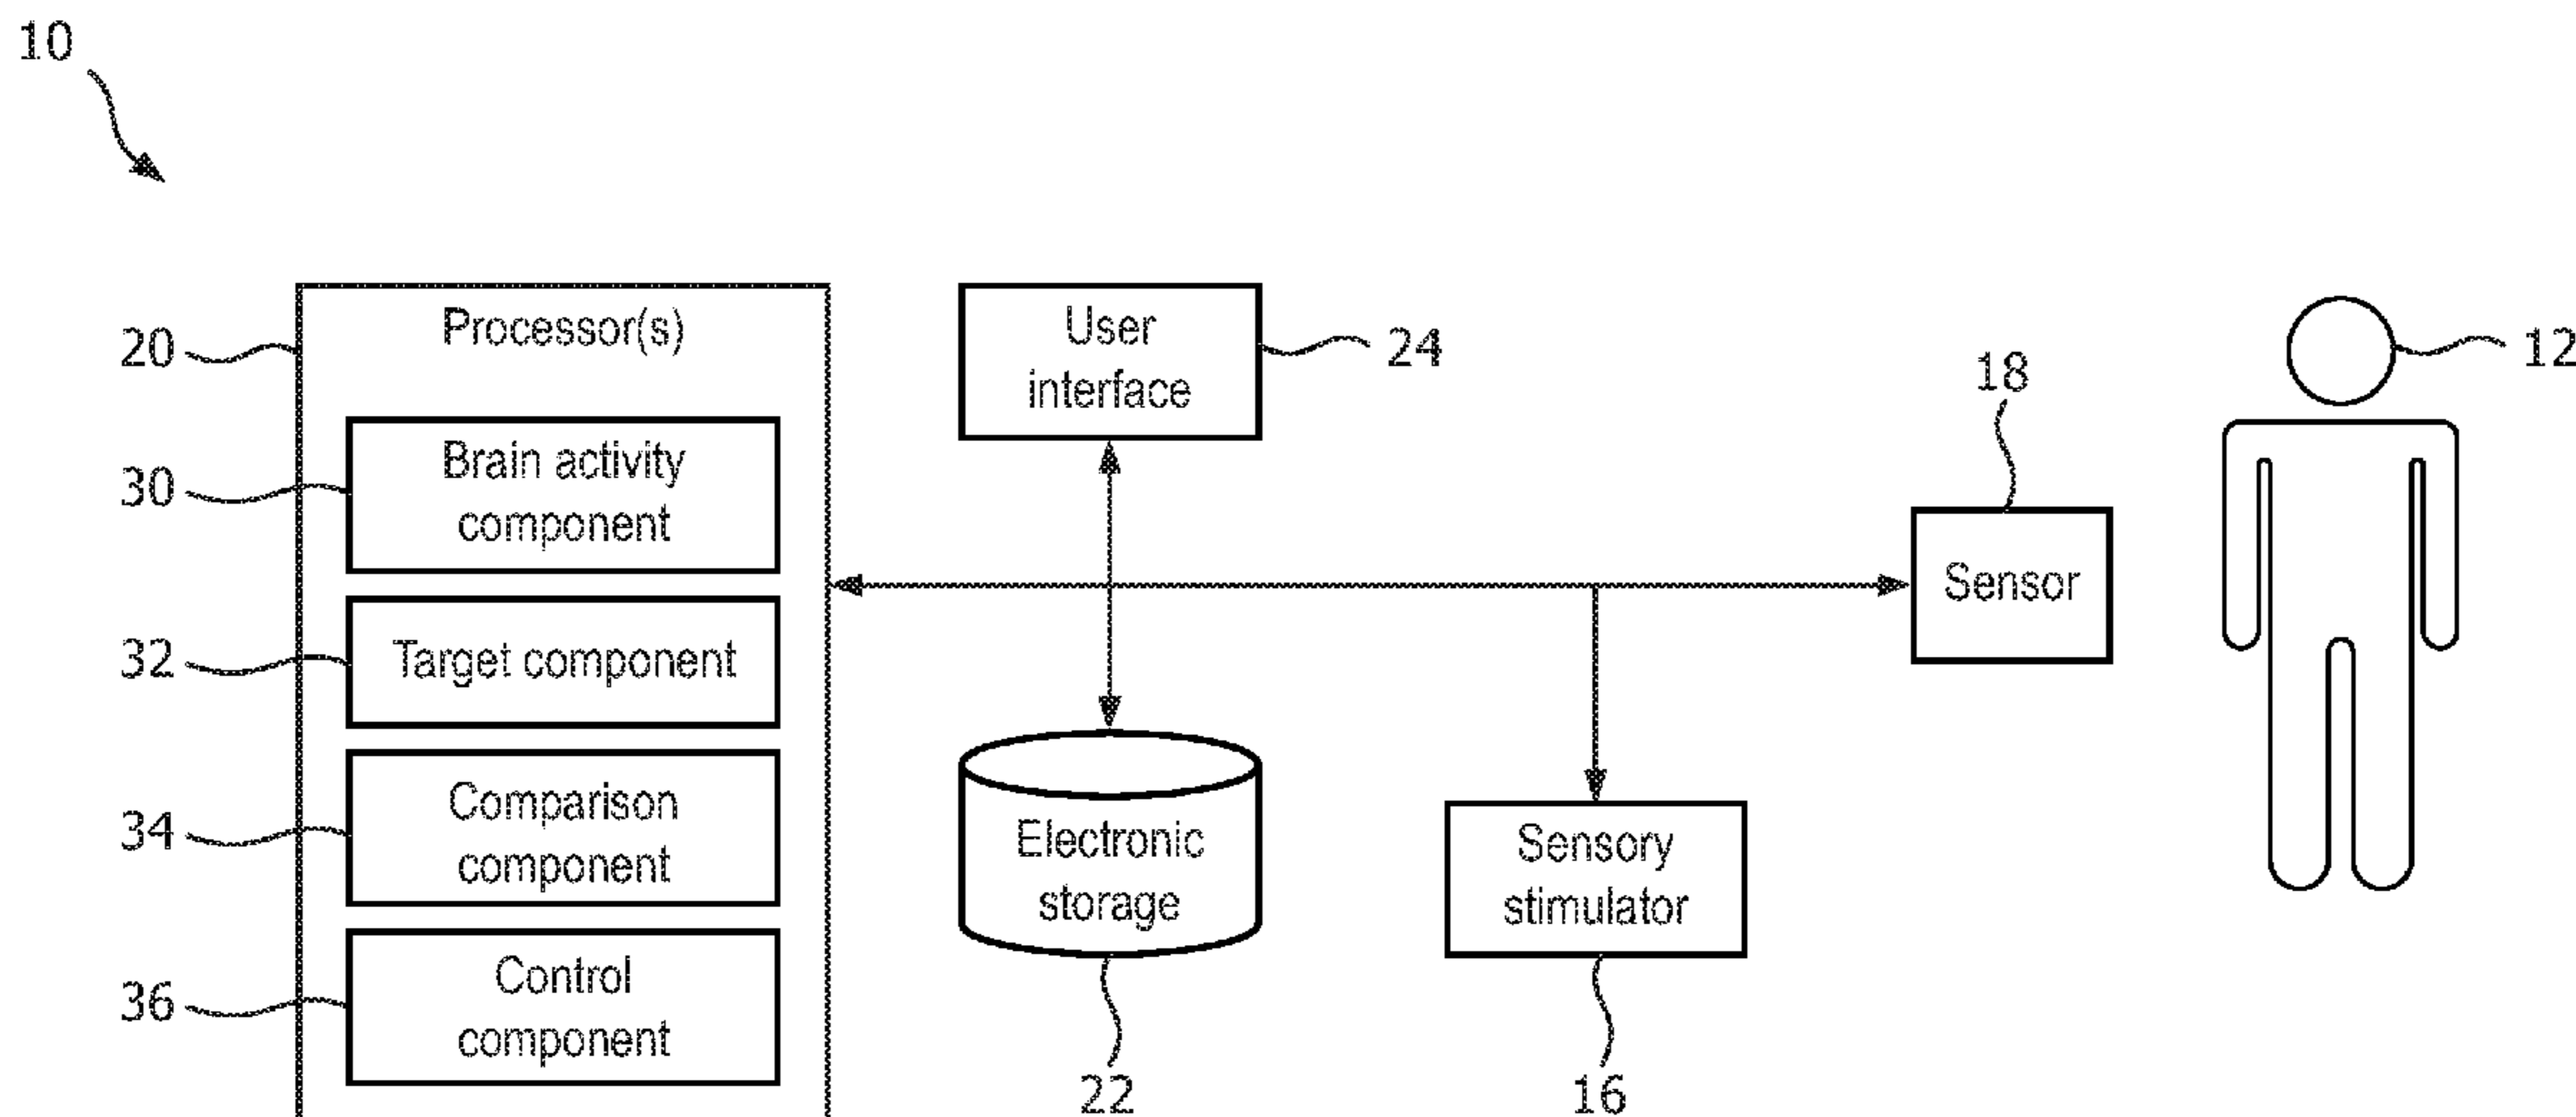 10
20
Processor(s)
30
Brain activity
component
32
Target component
34
Comparison
component
36
Control
component
User
interface
24
Electronic
storage
22
Sensory
stimulator
16
18
Sensor
12